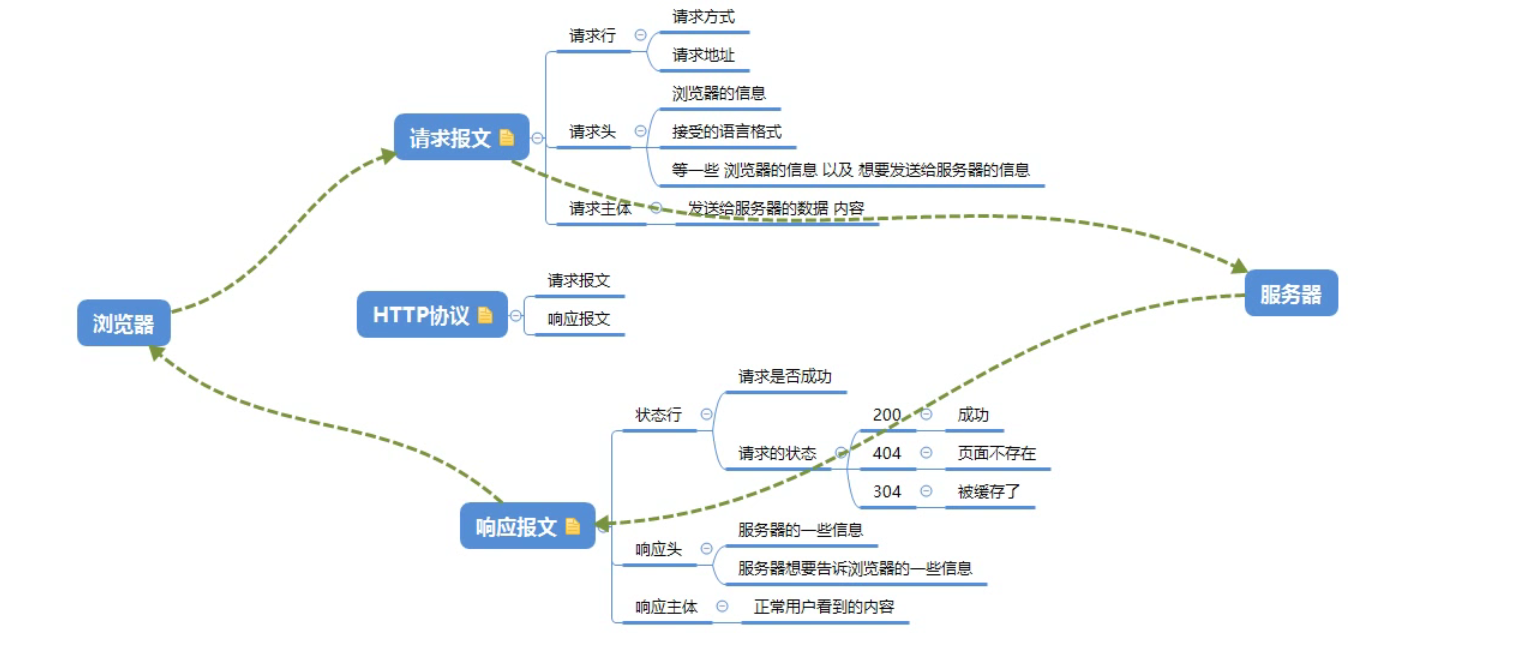 请求方式
请求行
请求地址
浏览器的信息
请求报文
请求头
接受的语言格式
等一些 浏览器的信息 以及 想要发送给服务器的信息
请求主体
发送给服务器的数据 内容
请求报文
服务器
HTTP协议
浏览器
响应报文
请求是否成功
状态行
200
成功
请求的状态
404
页面不存在
304
被缓存了
响应报文
服务器的一些信息
响应头
服务器想要告诉浏览器的一些信息
响应主体
正常用户看到的内容